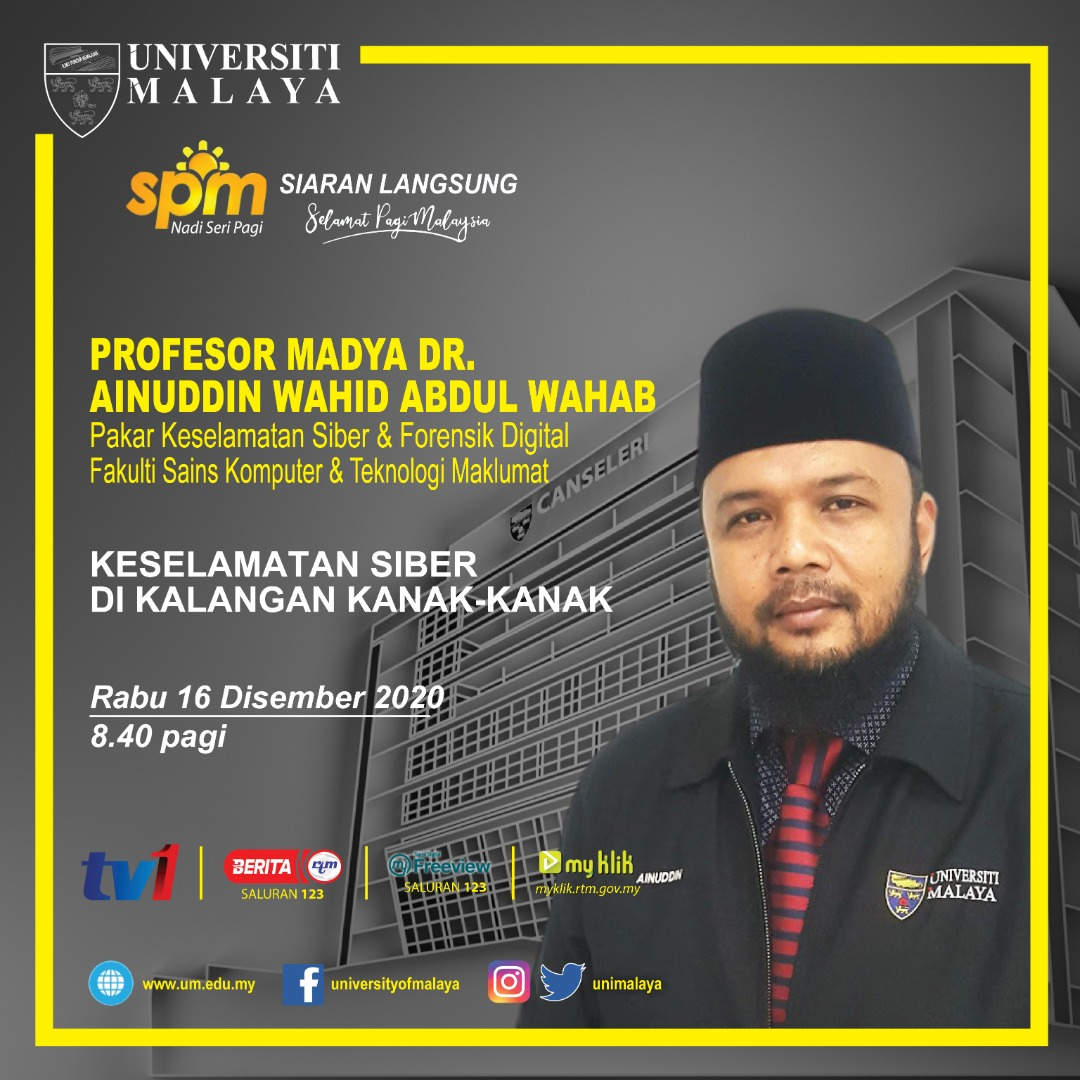 UNIVERSITI
MALAYA
spm
Nadi Seri Pagi
SIARAN LANGSUNG
Selamat Pagi Malaysia
PROFESOR MADYA DR.
AINUDDIN WAHID ABDUL WAHAB
Pakar Keselamatan Siber & Forensik Digital
Fakulti Sains Komputer & Teknologi Maklumat
CANSELERI
KESELAMATAN SIBER
DI KALANGAN KANAK-KANAK
Rabu 16 Disember 2020
8.40 pagi
tv1
BERITA rtm
SALURAN 123
Freeview
SALURAN 123
my klik
myklik.rtm.gov.my
AINUDDIN
UNIVERSITI
MALAYA
www.um.edu.my
universityofmalaya
unimalaya